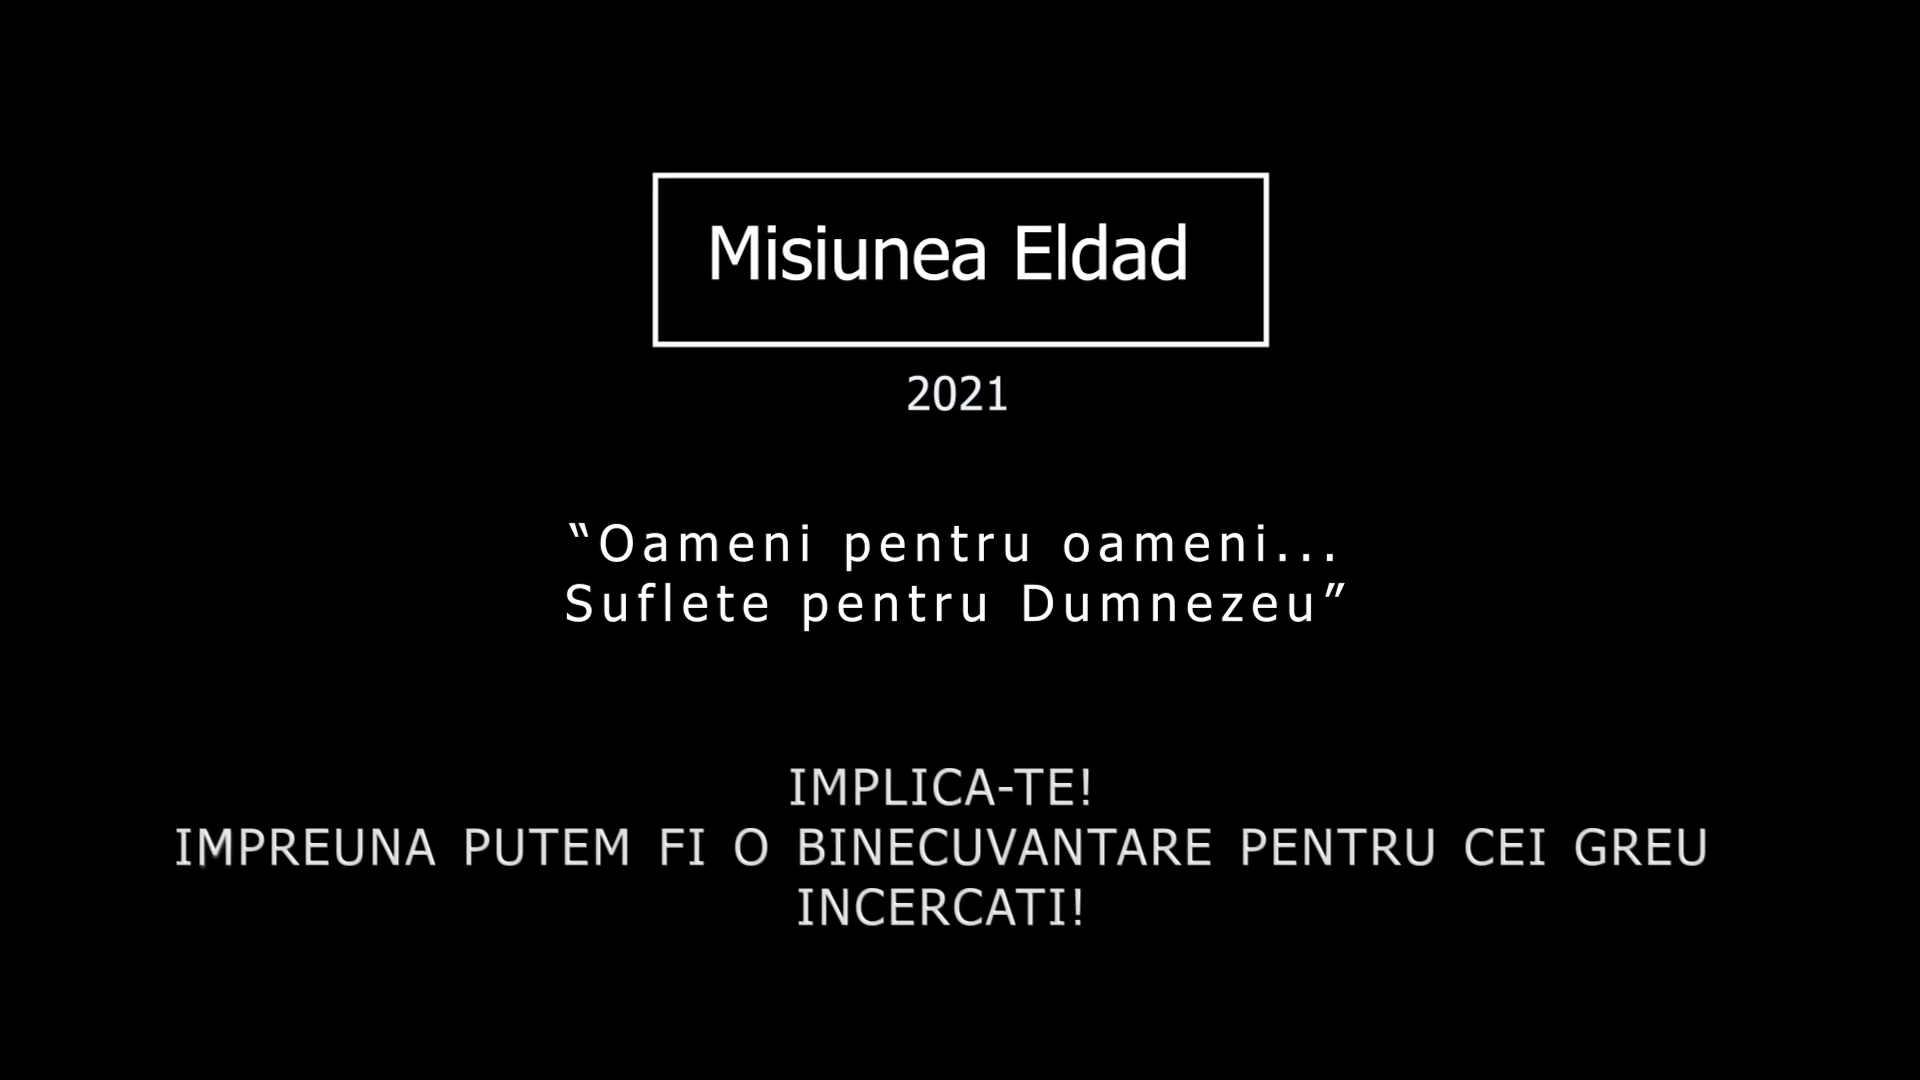 Misiunea Eldad
2021
“Oameni pentru oameni...
Suflete pentru Dumnezeu”
IMPLICA-TE!
IMPREUNA PUTEM FI O BINECUVANTARE PENTRU CEI GREU
INCERCATI!